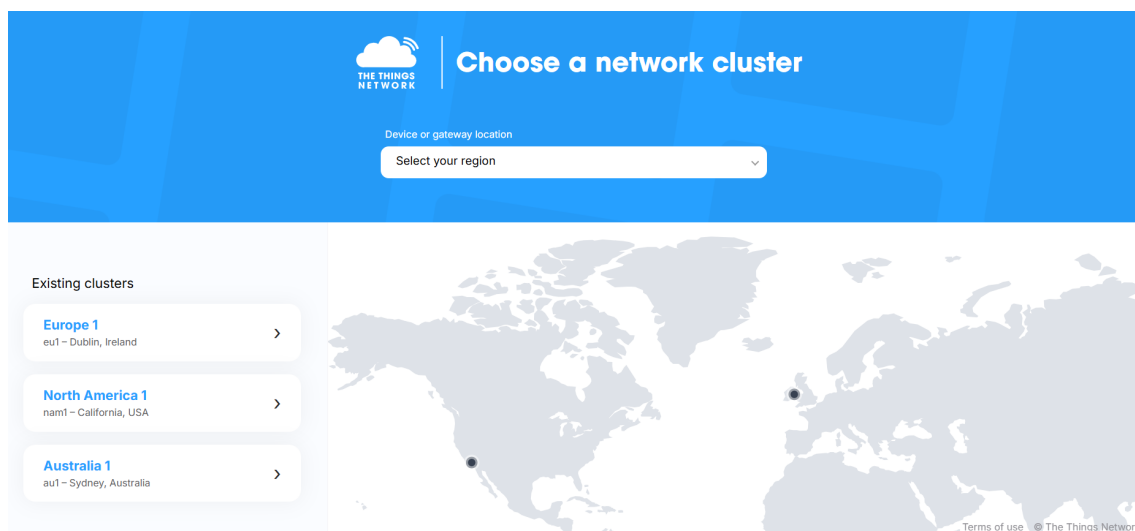 THE THINGS
NETWORK
Choose a network cluster
Device or gateway location
Select your region
Existing clusters
Europe 1
eu1 – Dublin, Ireland
North America 1
nam1 – California, USA
Australia 1
au1 – Sydney, Australia
Terms of use © The Things Networ